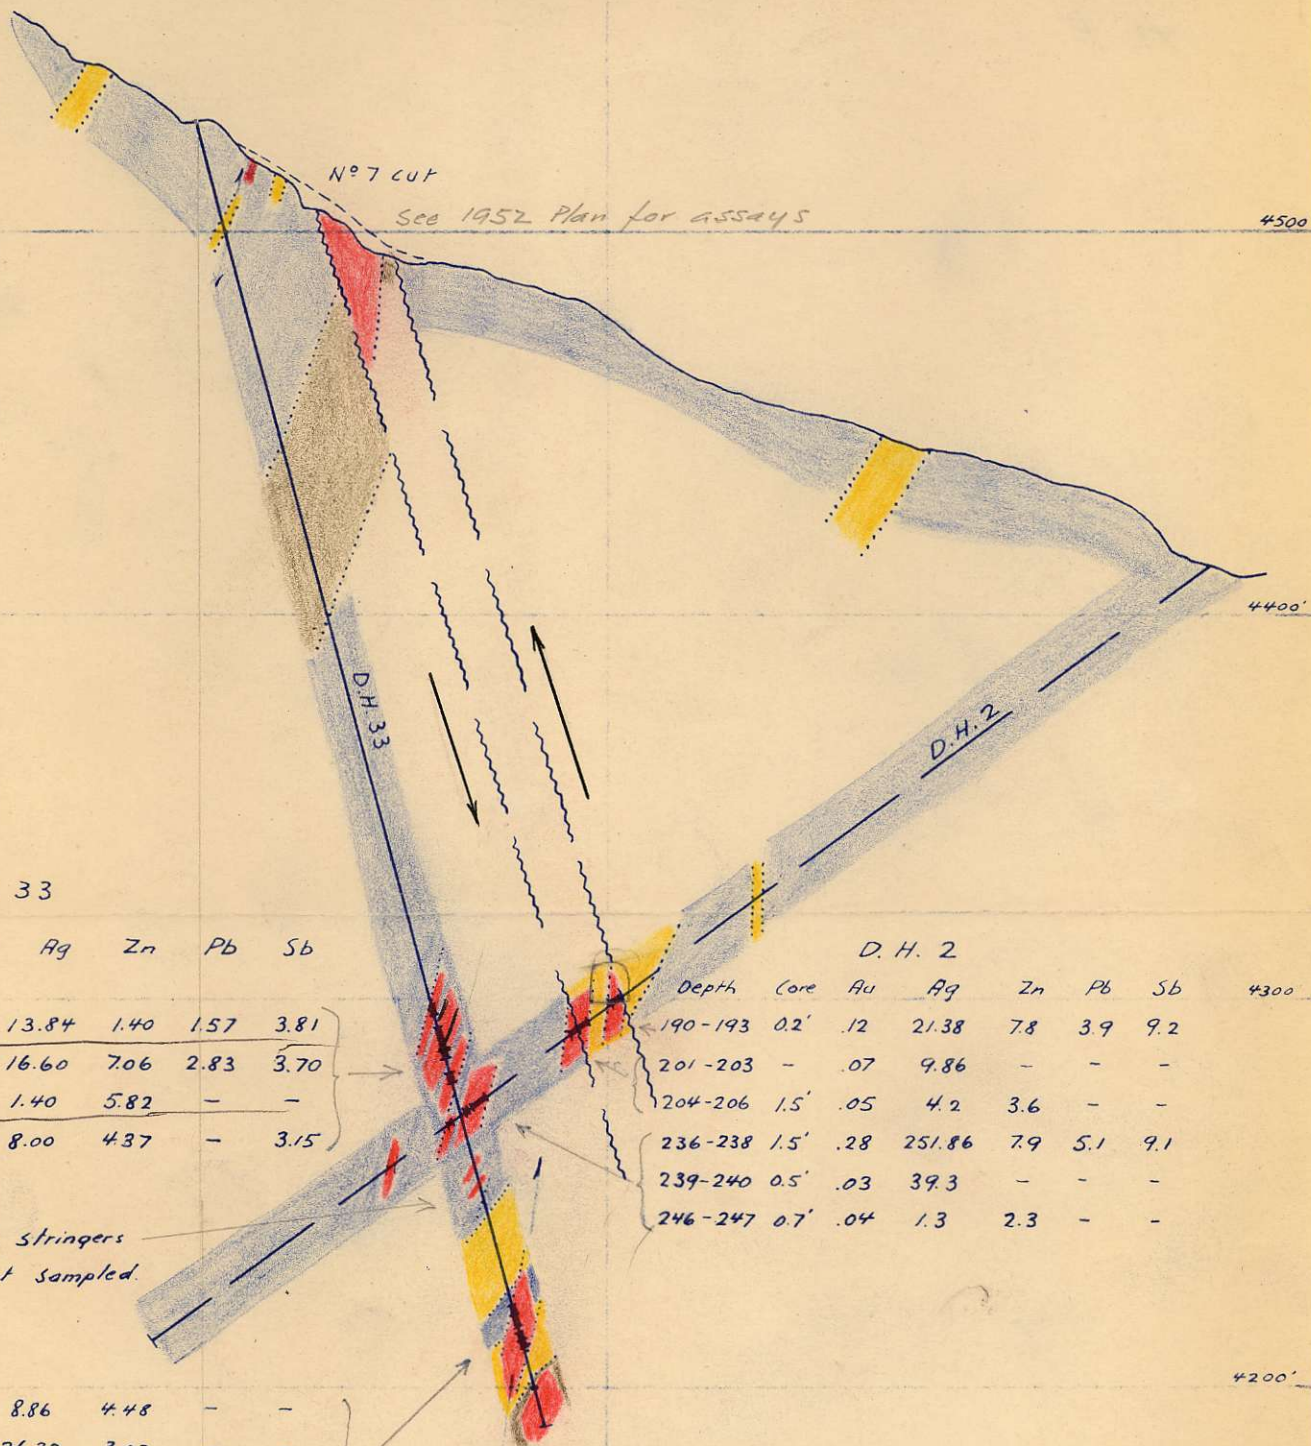 Nº 7 cut
See 1952 Plan for assays
4500
4400'
D.H. 33
D.H. 2
33
Ag Zn Pb Sb
13.84 1.40 1.57 3.81
16.60 7.06 2.83 3.70
1.40 5.82 - -
8.00 4.37 - 3.15
stringers
t sampled.
8.86 4.48 - -
D. H. 2
Depth Core Au Ag Zn Pb Sb
190-193 0.2' .12 21.38 7.8 3.9 9.2
201-203 - .07 9.86 - - -
204-206 1.5' .05 4.2 3.6 - -
236-238 1.5' .28 251.86 7.9 5.1 9.1
239-240 0.5' .03 39.3 - - -
246-247 0.7' .04 1.3 2.3 - -
4300
4200'